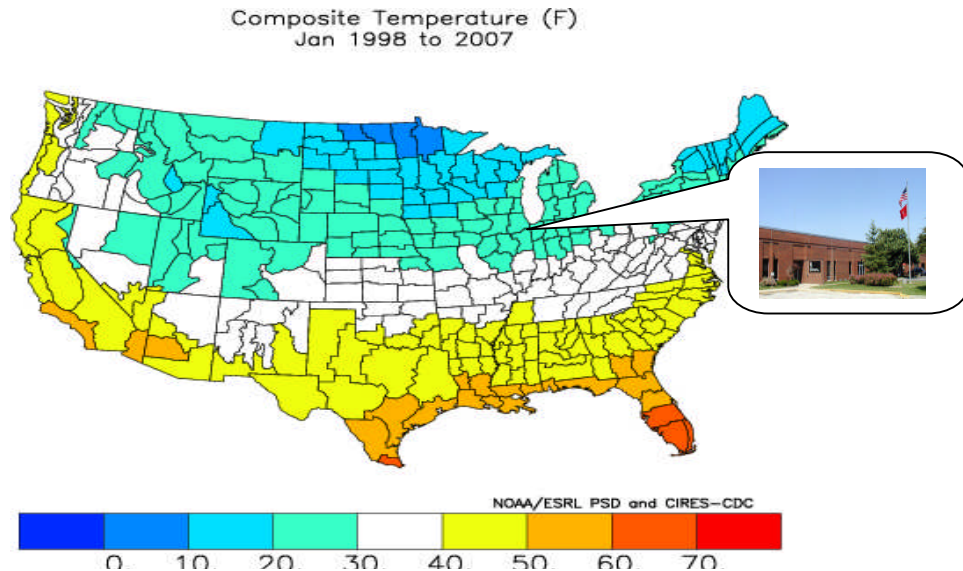 Composite Temperature (F)
Jan 1998 to 2007
NOAA/ESRL PSD and CIRES-CDC
0. 10. 20. 30. 40. 50. 60. 70.